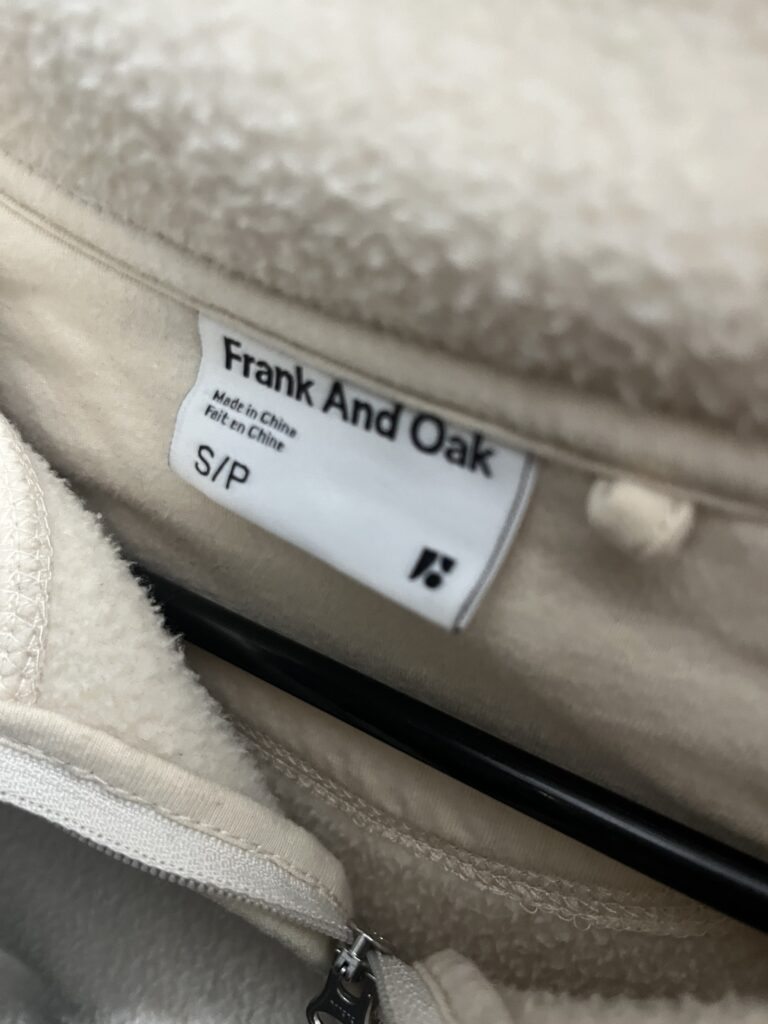 Frank And Oak
Made in China
Fait en Chine
S/P